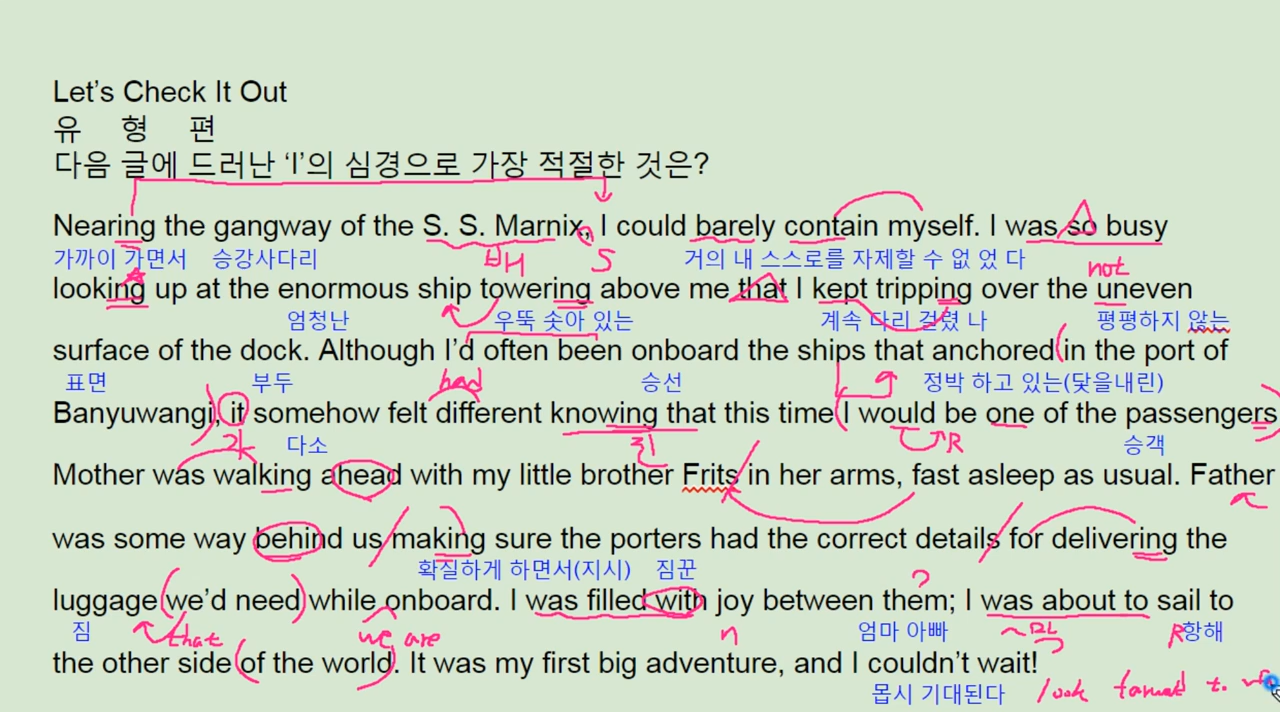 Let's Check It Out
유 형 편
다음 글에 드러난 ‘I’의 심경으로 가장 적절한 것은?
Nearing the gangway of the S. S. Marnix, I could barely contain myself. I was so busy
가까이 가면서 승강사다리 배 S 거의 내 스스로를 자제할 수 없 었 다 not
looking up at the enormous ship towering above me that I kept tripping over the uneven
엄청난 우뚝 솟아 있는 계속 다리 걸렸 나 평평하지 않는
surface of the dock. Although I'd often been onboard the ships that anchored (in the port of
표면 부두 had 승선 정박 하고 있는(닻을내린)
Banyuwangi), it somehow felt different knowing that this time (I would be one of the passengers)
가 다소 진 R 승객
Mother was walking ahead with my little brother Frits / in her arms, fast asleep as usual. Father
was some way behind us / making sure the porters had the correct details / for delivering the
확실하게 하면서(지시) 짐꾼
luggage (we'd need) while onboard. I was filled with joy between them; I was about to sail to
짐 that we are n 엄마 아빠 R 항해
the other side (of the world). It was my first big adventure, and I couldn't wait!
몹시 기대된다 look forward to